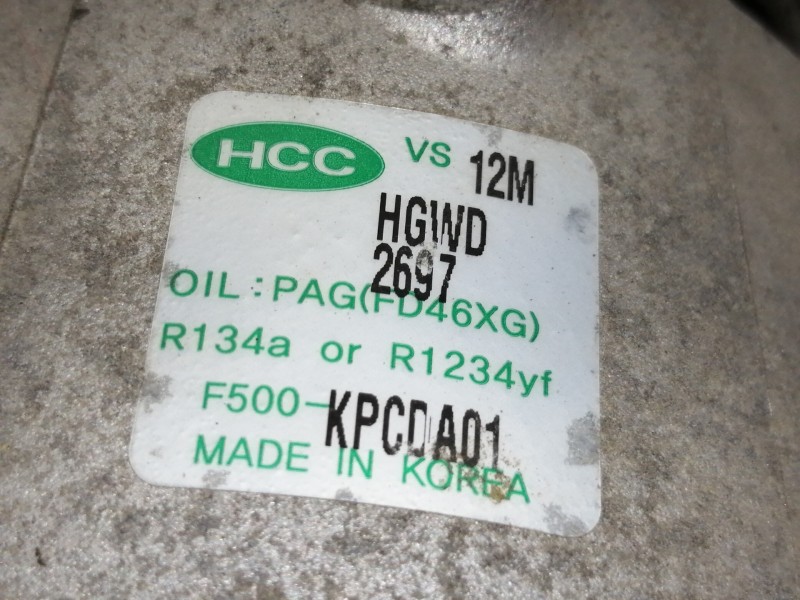 HCC VS 12M
HGWD
2697
OIL : PAG(FD46XG)
R134a or R1234yf
F500-KPCDA01
MADE IN KOREA